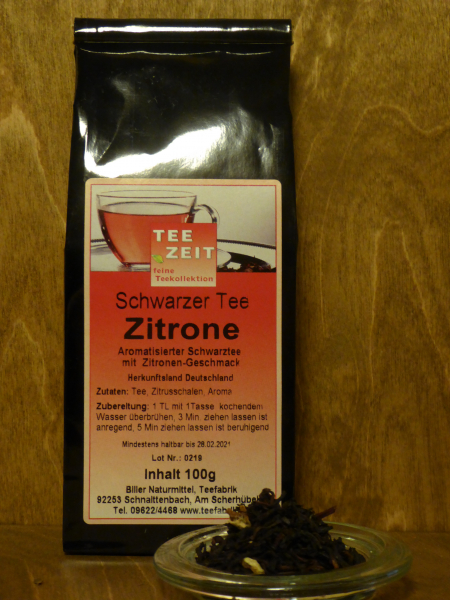 TEE
ZEIT
feine
Teekollektion
Schwarzer Tee
Zitrone
Aromatisierter Schwarztee
mit Zitronen-Geschmack
Herkunftsland Deutschland
Zutaten: Tee, Zitrusschalen, Aroma
Zubereitung: 1 TL mit 1Tasse kochendem
Wasser überbrühen, 3 Min. ziehen lassen ist
anregend, 5 Min ziehen lassen ist beruhigend
Mindestens haltbar bis 28.02.2021
Lot Nr.: 0219
Inhalt 100g
Biller Naturmittel, Teefabrik
92253 Schnaittenbach, Am Scherhübel
Tel. 09622/4468